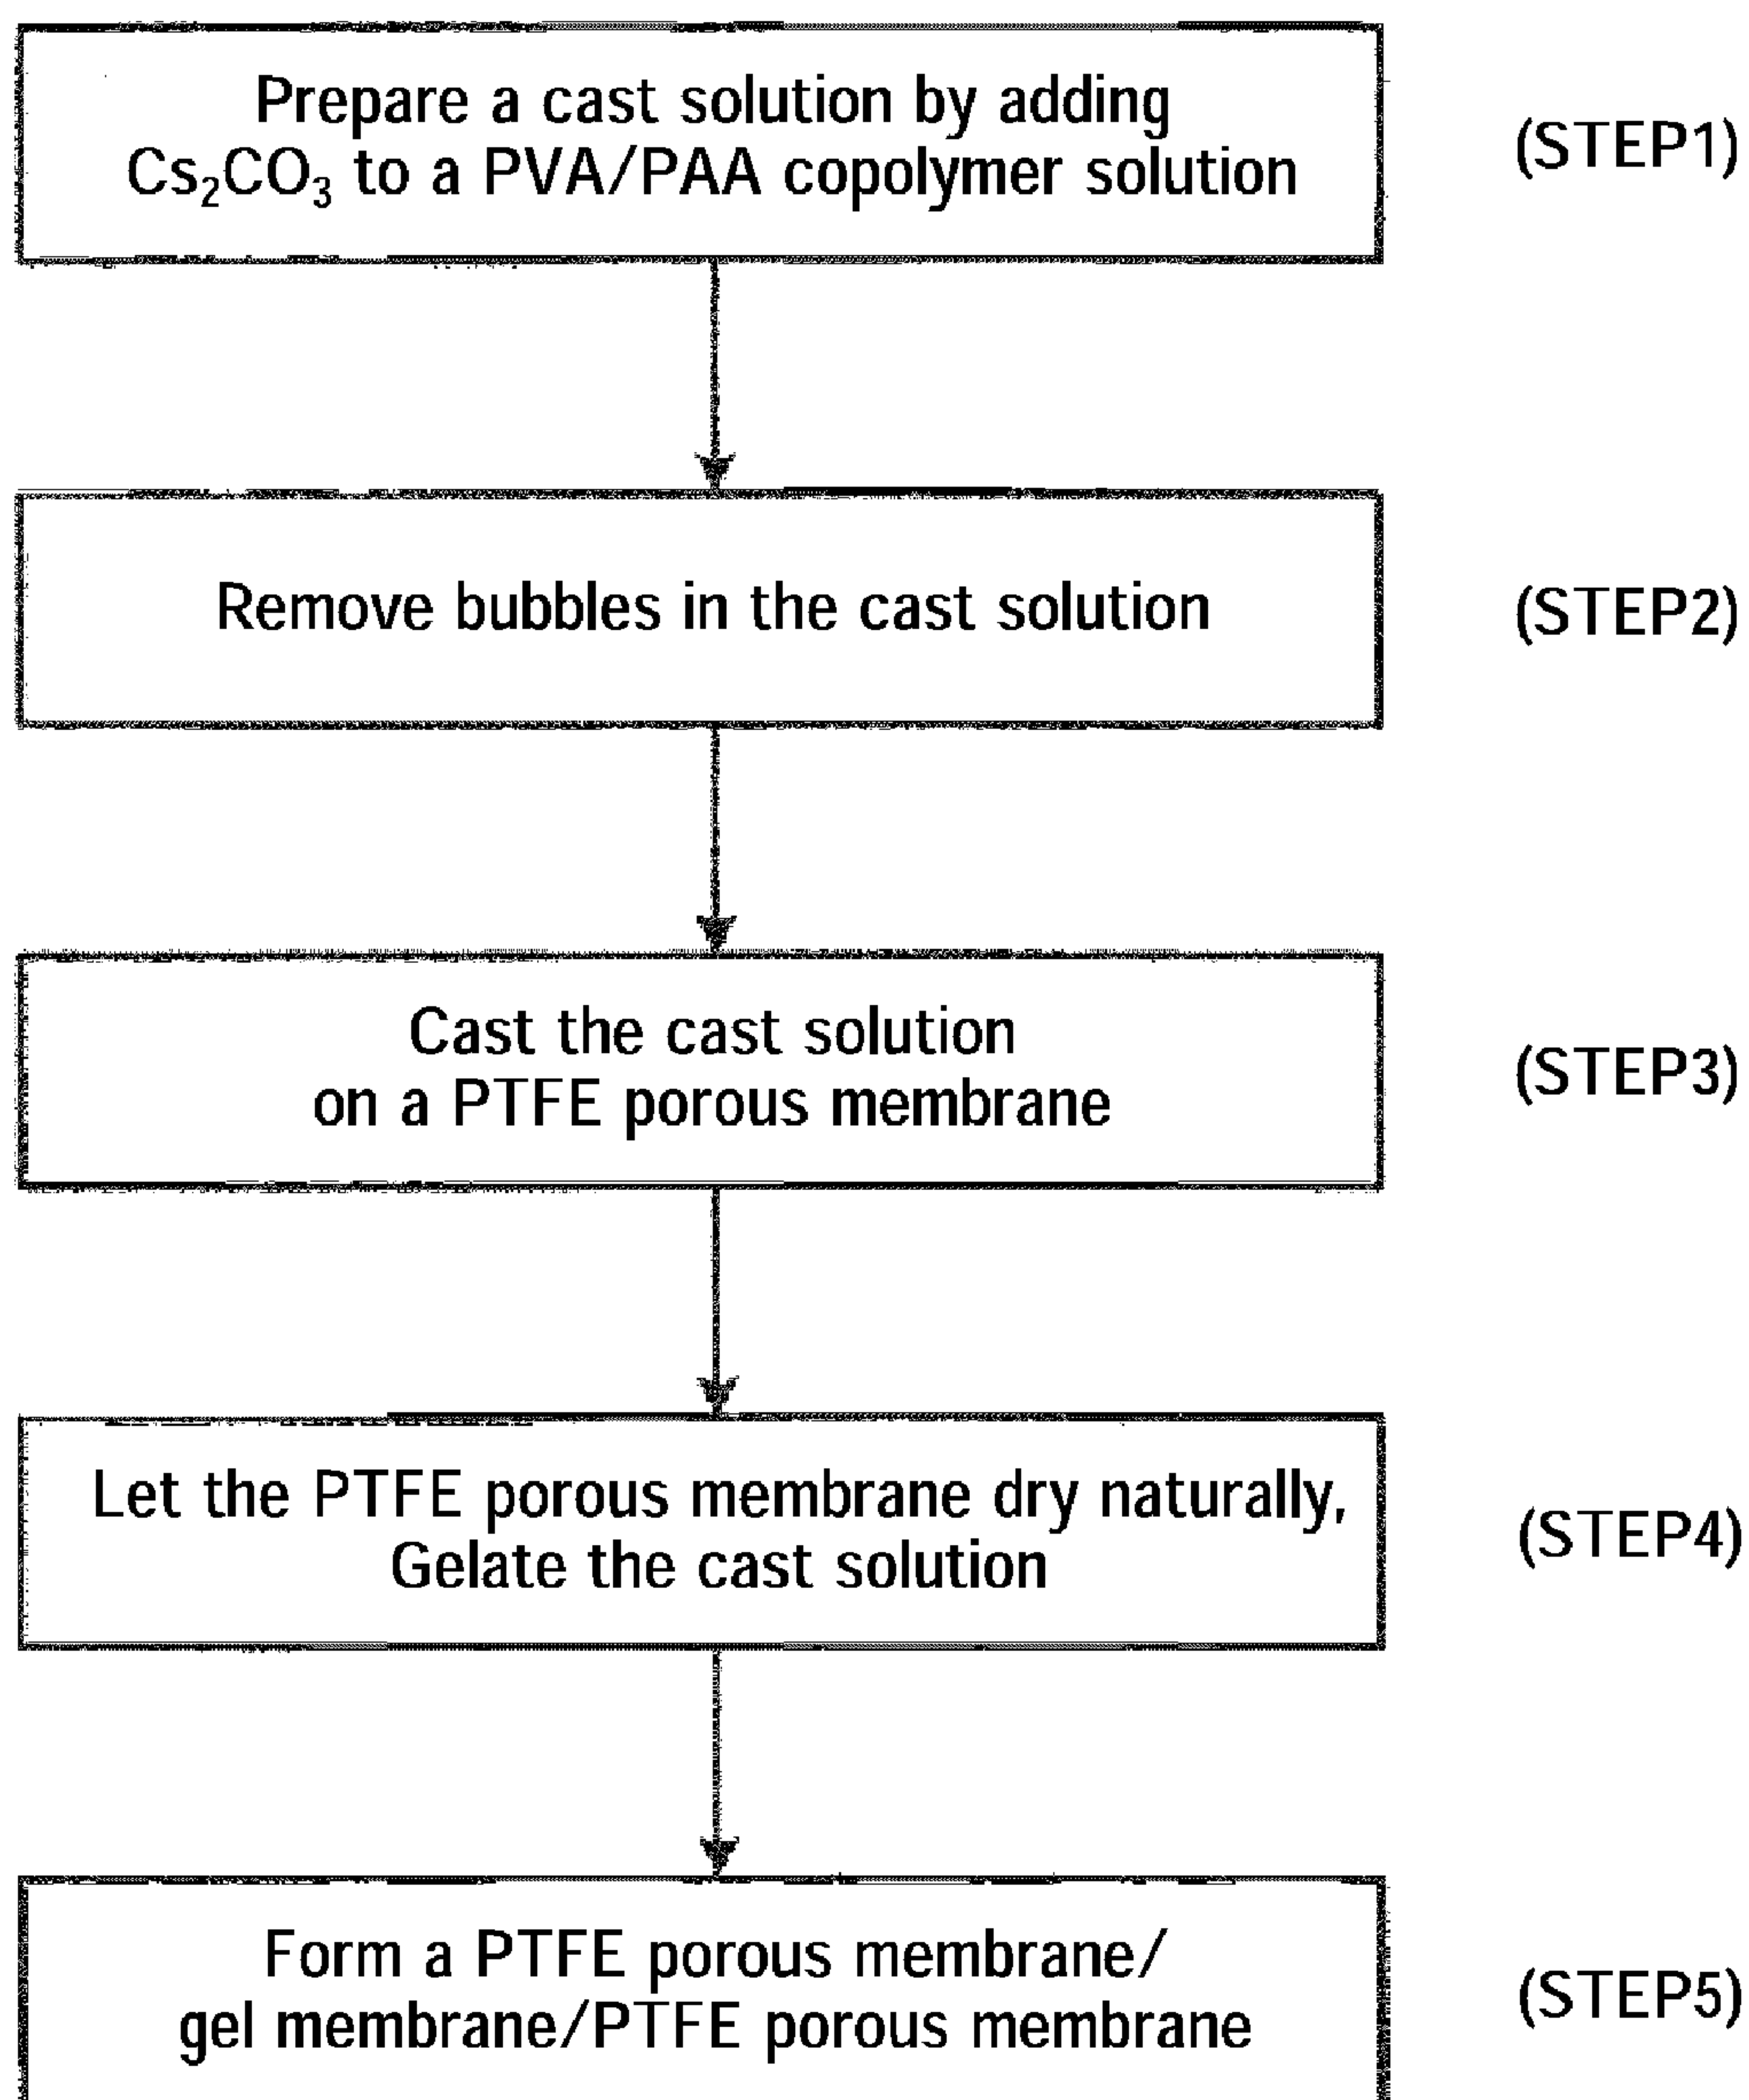 Prepare a cast solution by adding
Cs₂CO₃ to a PVA/PAA copolymer solution
(STEP1)
Remove bubbles in the cast solution
(STEP2)
Cast the cast solution
on a PTFE porous membrane
(STEP3)
Let the PTFE porous membrane dry naturally,
Gelate the cast solution
(STEP4)
Form a PTFE porous membrane/
gel membrane/PTFE porous membrane
(STEP5)